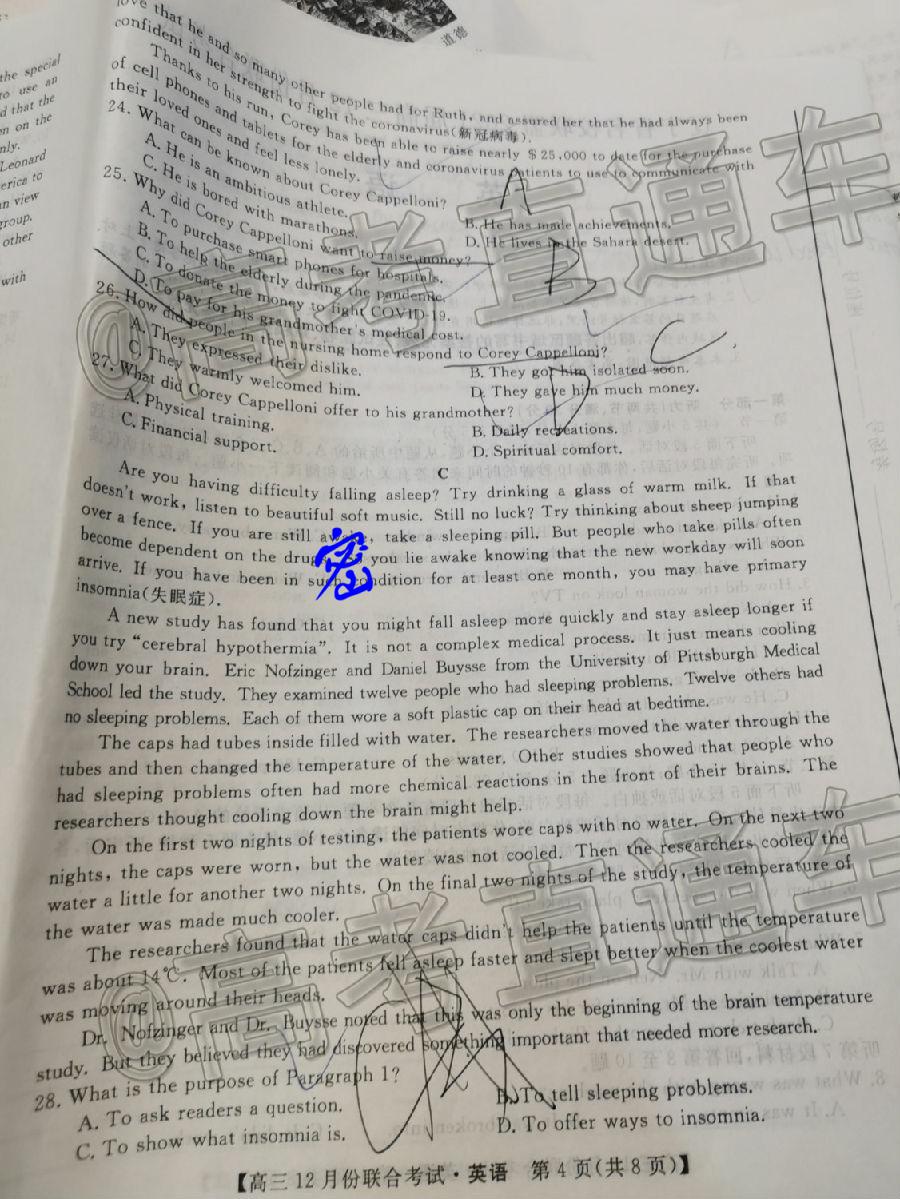 道德
the special
to use an
d that the
on on the
nly.
Leonard
erice to
an view
group.
other
with
love that he and so many other people had for Ruth, and assured her that he had always been
confident in her strength to fight the coronavirus(新冠病毒).
Thanks to his run, Corey has been able to raise nearly $25,000 to date for the purchase
of cell phones and tablets for the elderly and coronavirus patients to use to communicate with
their loved ones and feel less lonely.
24. What can be known about Corey Cappelloni?
A
A. He is an ambitious athlete.
B. He has made achievements.
C. He is bored with marathons.
D. He lives in the Sahara desert.
25. Why did Corey Cappelloni want to raise money?
B
A. To purchase smart phones for hospitals.
B. To help the elderly during the pandemic.
C. To donate the money to fight COVID-19.
D. To pay for his grandmother's medical cost.
26. How did people in the nursing home respond to Corey Cappelloni?
C
A. They expressed their dislike.
B. They got him isolated soon.
C. They warmly welcomed him.
D. They gave him much money.
27. What did Corey Cappelloni offer to his grandmother?
D
A. Physical training.
B. Daily recreations.
C. Financial support.
D. Spiritual comfort.
C
Are you having difficulty falling asleep? Try drinking a glass of warm milk. If that
doesn't work, listen to beautiful soft music. Still no luck? Try thinking about sheep jumping
over a fence. If you are still awake, take a sleeping pill. But people who take pills often
become dependent on the drugs. So you lie awake knowing that the new workday will soon
arrive. If you have been in such condition for at least one month, you may have primary
insomnia(失眠症).
密
A new study has found that you might fall asleep more quickly and stay asleep longer if
you try "cerebral hypothermia". It is not a complex medical process. It just means cooling
down your brain. Eric Nofzinger and Daniel Buysse from the University of Pittsburgh Medical
School led the study. They examined twelve people who had sleeping problems. Twelve others had
no sleeping problems. Each of them wore a soft plastic cap on their head at bedtime.
The caps had tubes inside filled with water. The researchers moved the water through the
tubes and then changed the temperature of the water. Other studies showed that people who
had sleeping problems often had more chemical reactions in the front of their brains. The
researchers thought cooling down the brain might help.
On the first two nights of testing, the patients wore caps with no water. On the next two
nights, the caps were worn, but the water was not cooled. Then the researchers cooled the
water a little for another two nights. On the final two nights of the study, the temperature of
the water was made much cooler.
The researchers found that the water caps didn't help the patients until the temperature
was about 14℃. Most of the patients fell asleep faster and slept better when the coolest water
was moving around their heads.
Dr. Nofzinger and Dr. Buysse noted that this was only the beginning of the brain temperature
study. But they believed they had discovered something important that needed more research.
28. What is the purpose of Paragraph 1?
A. To ask readers a question.
B. To tell sleeping problems.
C. To show what insomnia is.
D. To offer ways to insomnia.
【高三12月份联合考试·英语 第4页(共8页)】
@高考直通车
@高考直通车